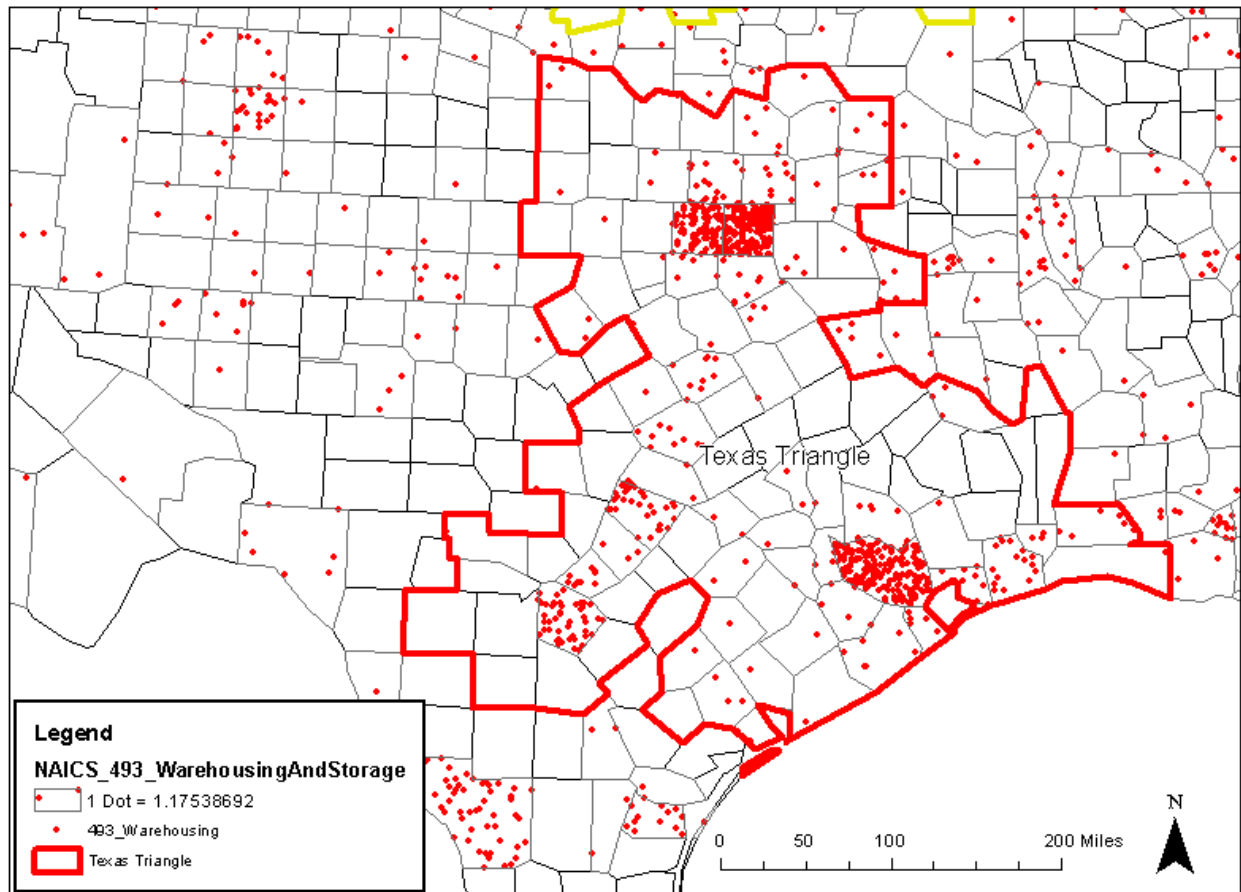 Texas Triangle
Legend
NAICS_493_WarehousingAndStorage
1 Dot = 1.17538692
493_Warehousing
Texas Triangle
0 50 100 200 Miles
N